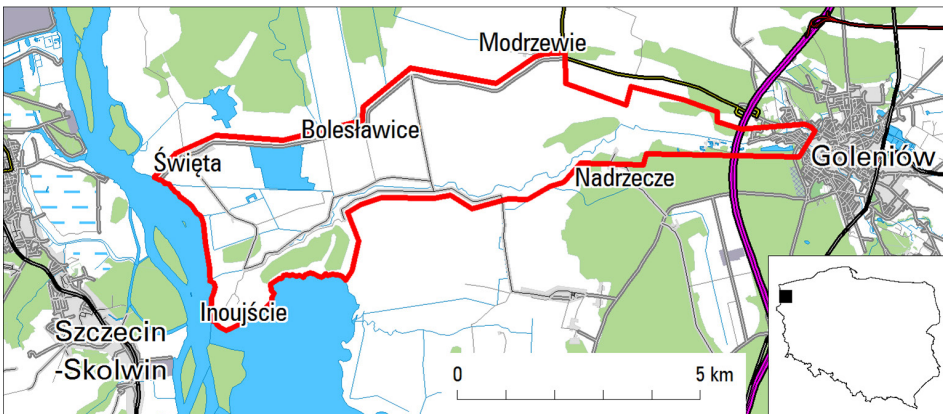 Modrzewie
Bolesławice
Święta
Goleniów
Nadrzecze
Inoujście
Szczecin
-Skolwin
0
5 km